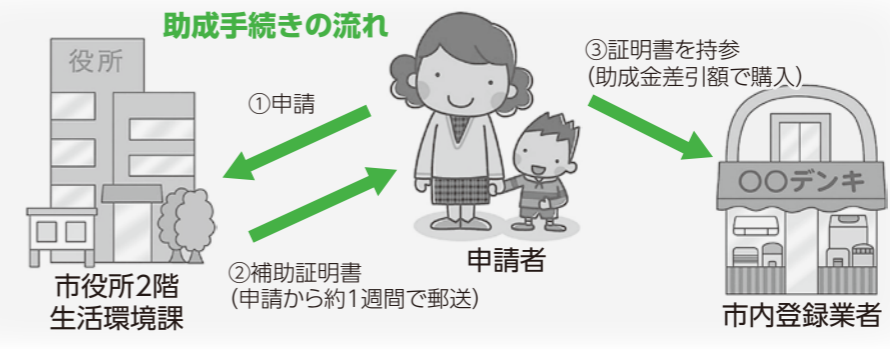 助成手続きの流れ
役所
①申請
③証明書を持参
（助成金差引額で購入）
〇〇デンキ
②補助証明書
（申請から約1週間で郵送）
申請者
市役所2階
生活環境課
市内登録業者